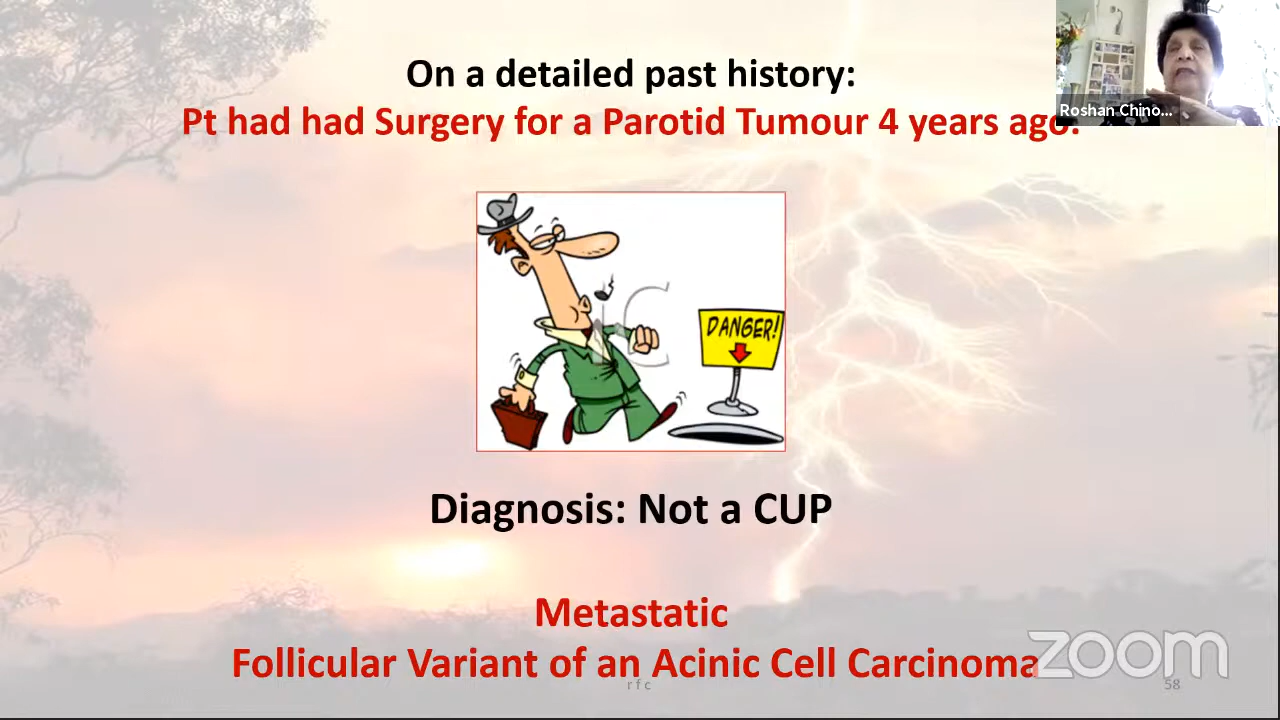 On a detailed past history:
Pt had had Surgery for a Parotid Tumour 4 years ago.
Roshan Chino...
DANGER!
Diagnosis: Not a CUP
Metastatic
Follicular Variant of an Acinic Cell Carcinoma
r f c
58
zoom